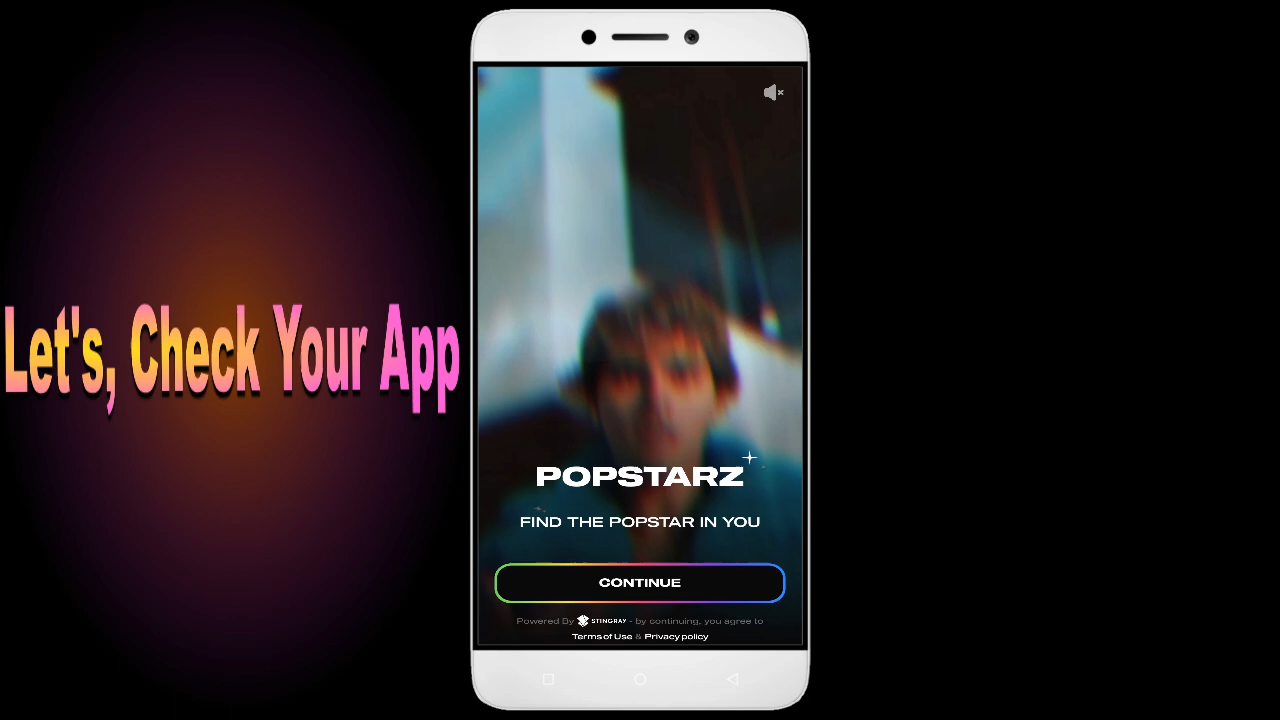 Let's, Check Your App
POPSTARZ
FIND THE POPSTAR IN YOU
CONTINUE
Powered By STINGRAY - by continuing, you agree to
Terms of Use & Privacy policy